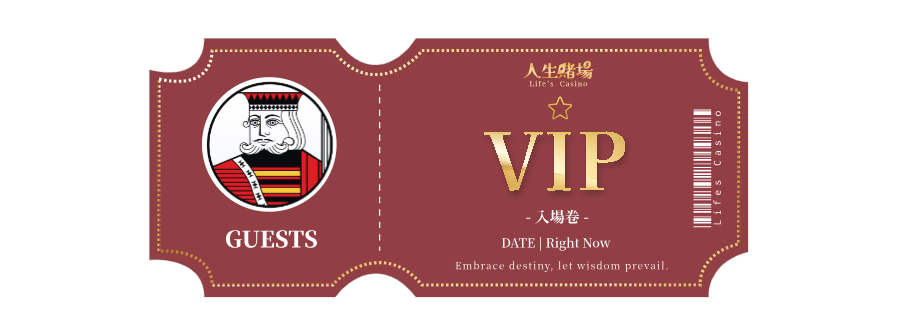 GUESTS
人生賭場
Life's Casino
VIP
- 入場卷 -
DATE | Right Now
Embrace destiny, let wisdom prevail.
Lifes Casino